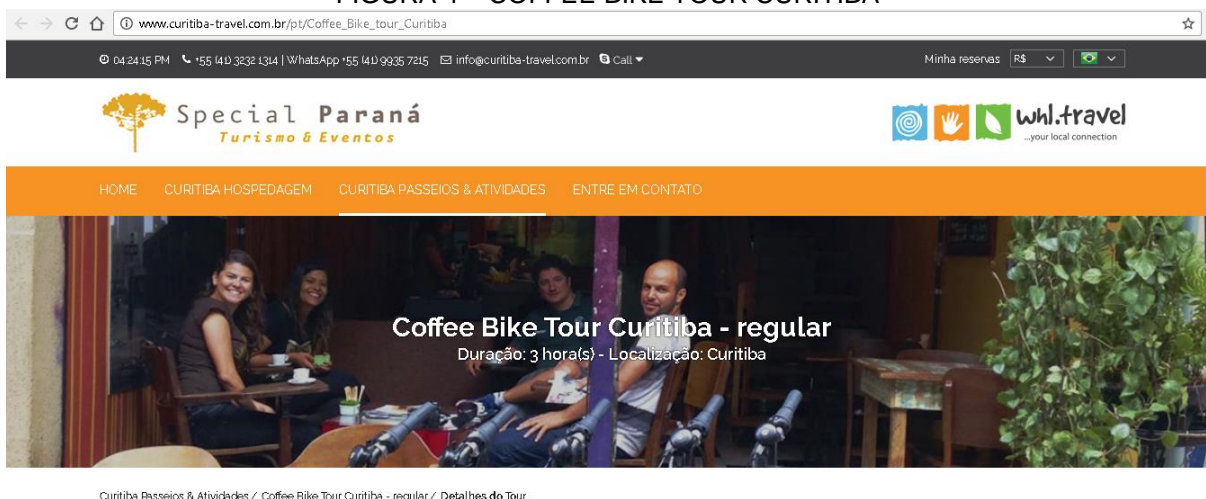 FIGURA 4 – COFFEE BIKE TOUR CURITIBA
www.curitiba-travel.com.br/pt/Coffee_Bike_tour_Curitiba
04:24:15 PM +55 (41) 3232 1314 | WhatsApp +55 (41) 9935 7215 info@curitiba-travel.com.br Call Minha reservas R$
Special Paraná
Turismo & Eventos
whl.travel
...your local connection
HOME CURITIBA HOSPEDAGEM CURITIBA PASSEIOS & ATIVIDADES ENTRE EM CONTATO
Coffee Bike Tour Curitiba - regular
Duração: 3 hora(s) - Localização: Curitiba
Curitiba Passeios & Atividades / Coffee Bike Tour Curitiba - regular / Detalhes do Tour